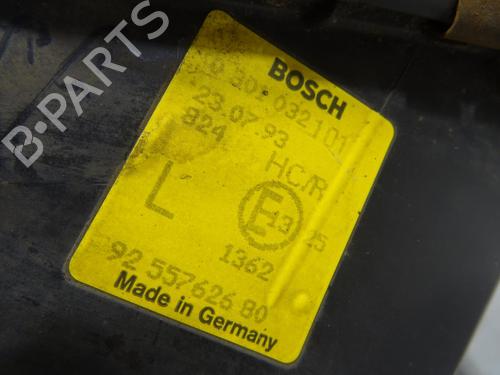 BOSCH
0 301 032 101
23.07.93
824
HC/R
L
E
13
25
1362
92 557626 80
Made in Germany
B-PARTS